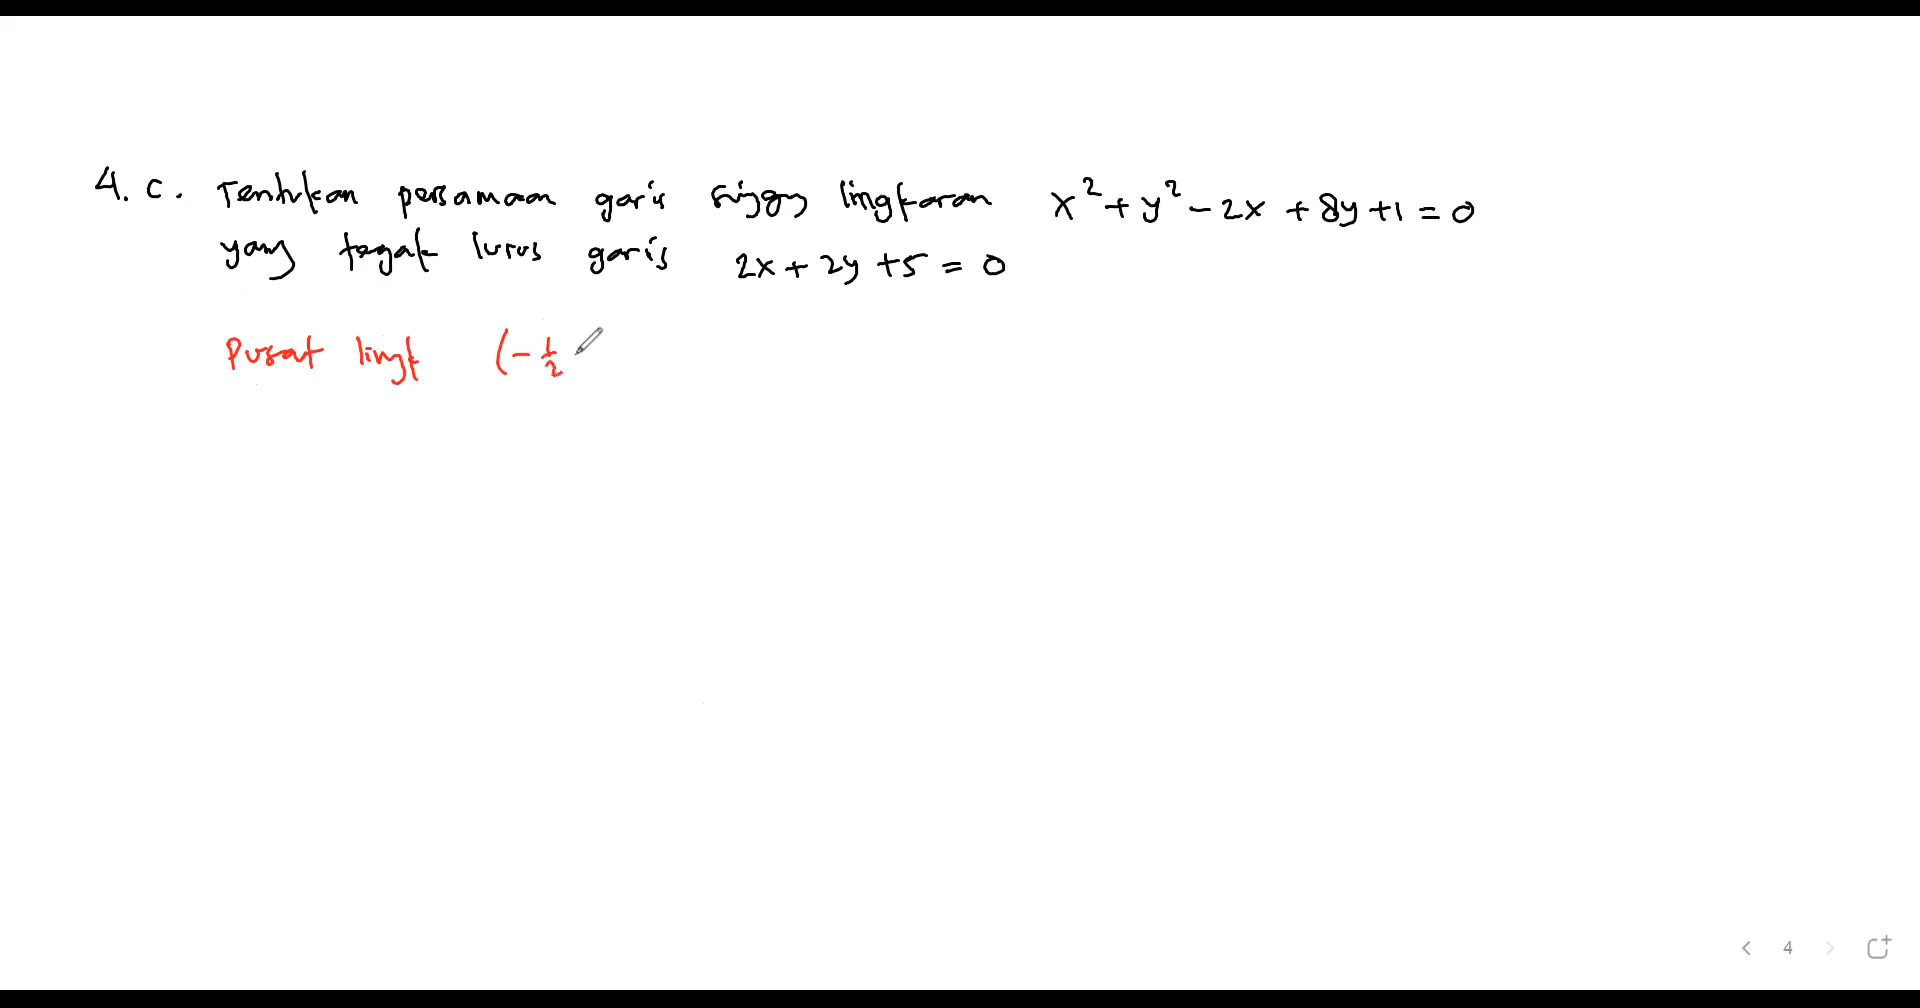 4. c. Tentukan persamaan garis singgung lingkaran x² + y² - 2x + 8y + 1 = 0
yang tegak lurus garis 2x + 2y + 5 = 0
Pusat lingk (- 1/2
4